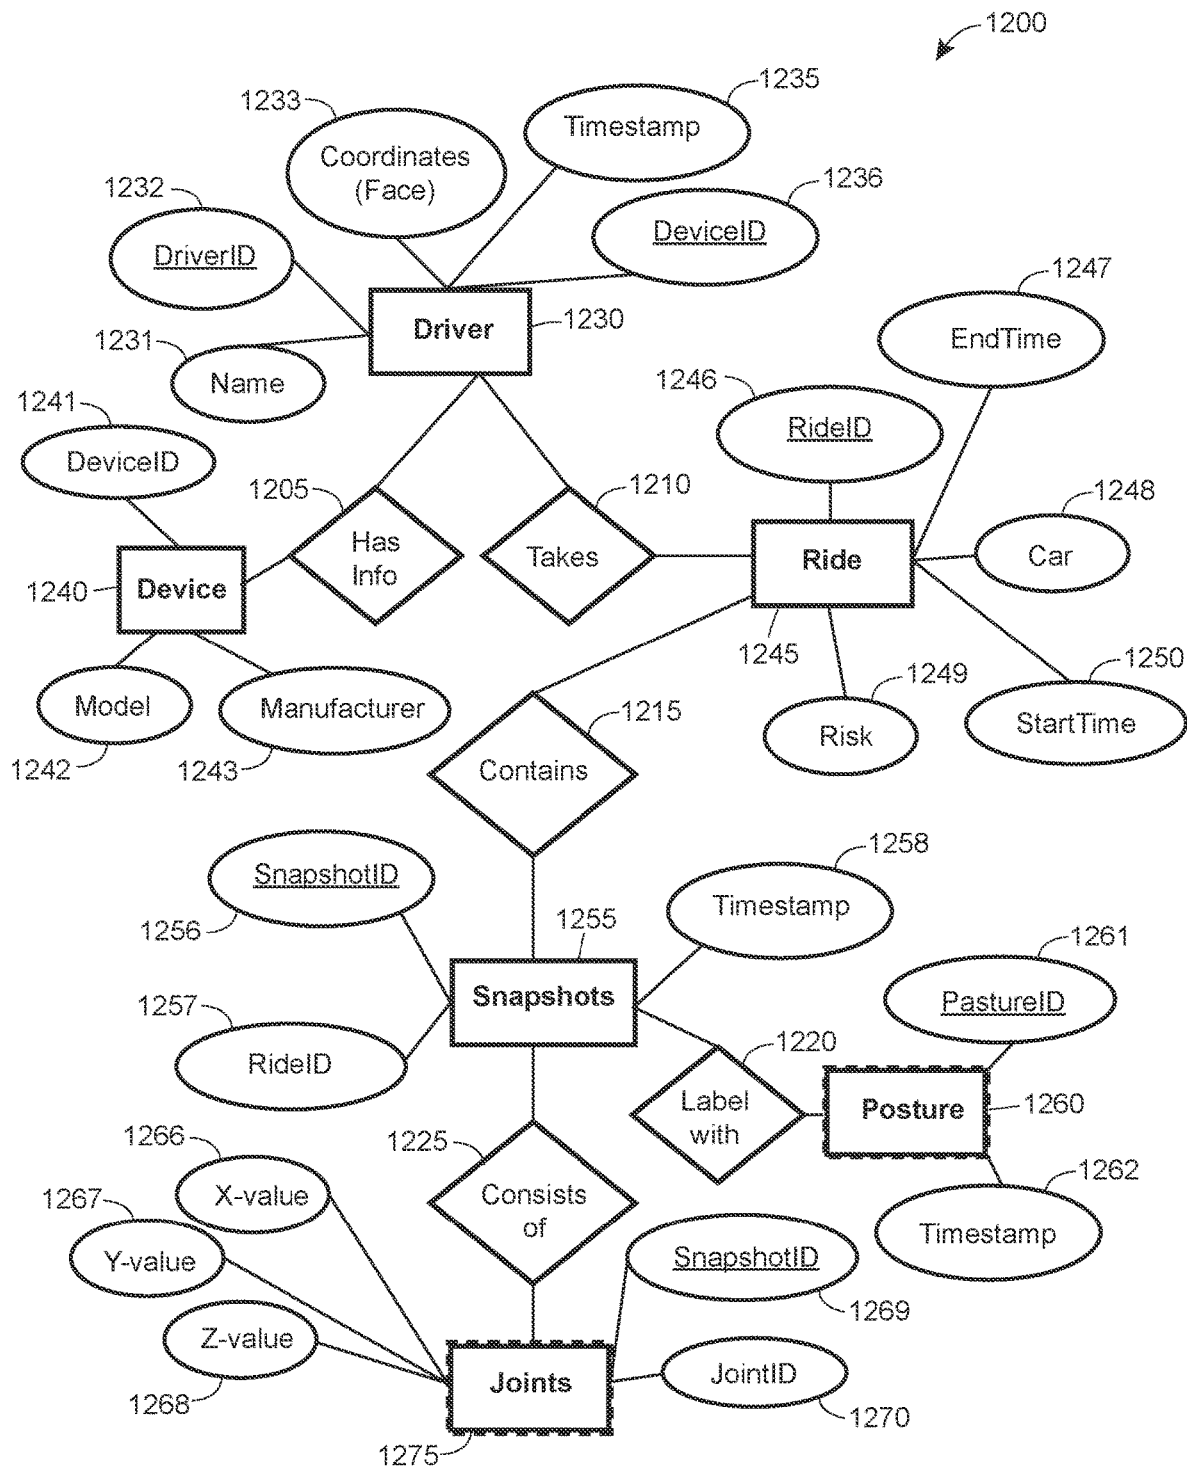 1200
1235
1233
Timestamp
Coordinates
(Face)
1236
1232
DeviceID
DriverID
1247
Driver
1230
EndTime
1231
Name
1246
1241
RideID
DeviceID
1205
1210
1248
Has
Info
Takes
Ride
Car
1240
Device
1245
1250
1249
Model
Manufacturer
1215
StartTime
Risk
1242
1243
Contains
1258
SnapshotID
Timestamp
1256
1255
1261
Snapshots
PastureID
1257
1220
RideID
Label
with
Posture
1260
1225
1266
1262
X-value
Consists
of
1267
Timestamp
Y-value
SnapshotID
1269
Z-value
Joints
JointID
1268
1270
1275